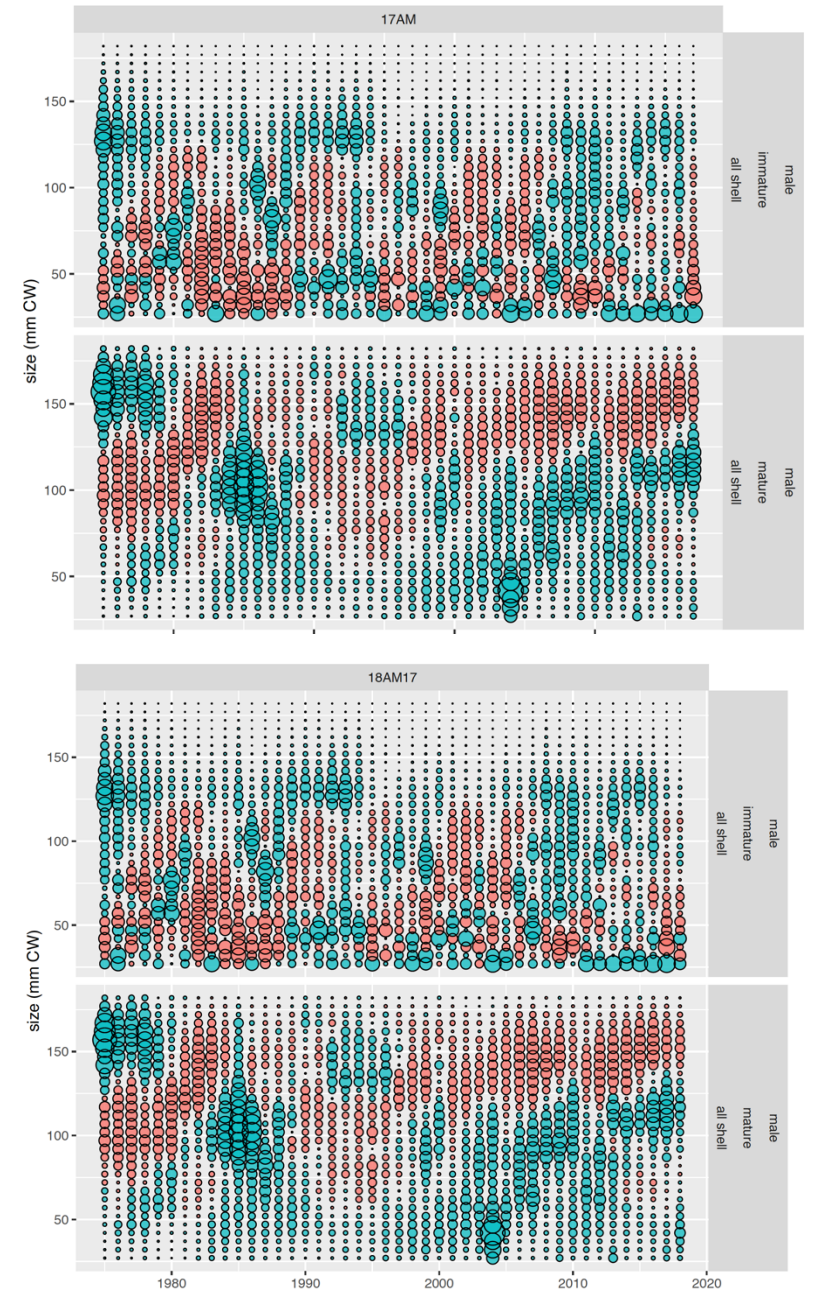 17AM
150
100
50
male
immature
all shell
size (mm CW)
150
100
50
male
mature
all shell
18AM17
150
100
50
male
immature
all shell
size (mm CW)
150
100
50
male
mature
all shell
1980
1990
2000
2010
2020